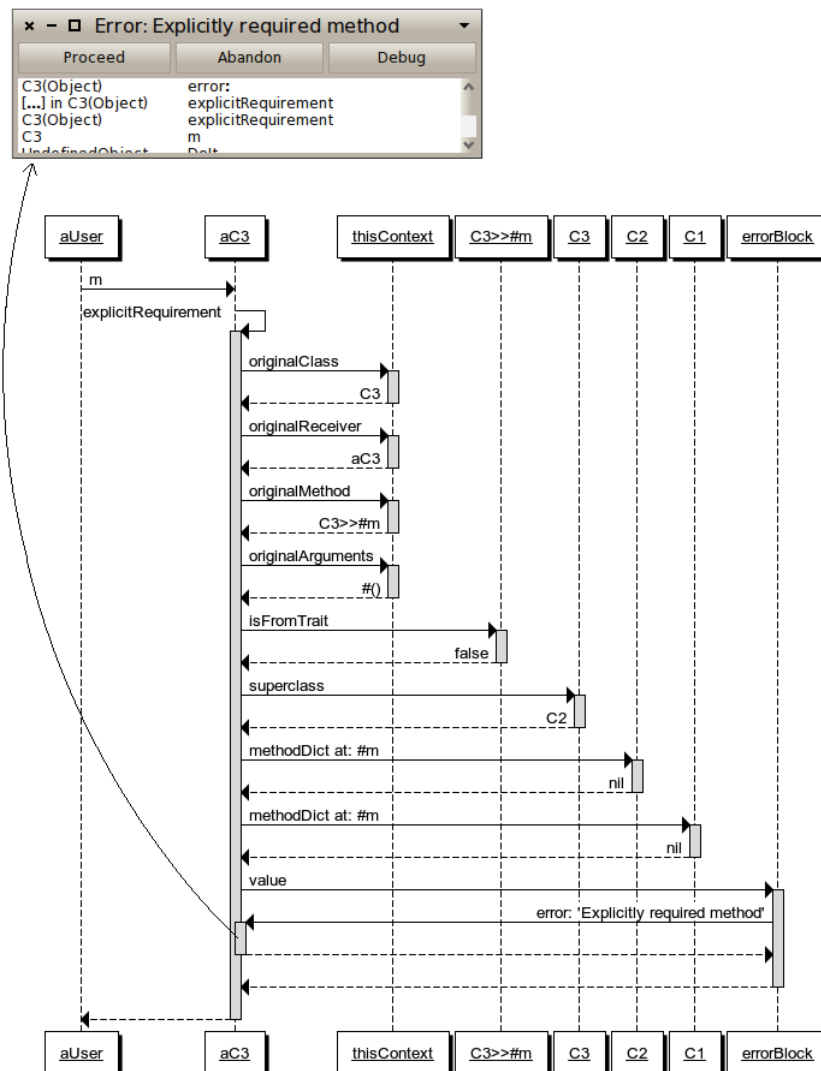 Error: Explicitly required method
Proceed Abandon Debug
C3(Object) error:
[...] in C3(Object) explicitRequirement
C3(Object) explicitRequirement
C3 m
UndefinedObject DoIt
aUser aC3 thisContext C3>>#m C3 C2 C1 errorBlock
m
explicitRequirement
originalClass
C3
originalReceiver
aC3
originalMethod
C3>>#m
originalArguments
#()
isFromTrait
false
superclass
C2
methodDict at: #m
nil
methodDict at: #m
nil
value
error: 'Explicitly required method'
aUser aC3 thisContext C3>>#m C3 C2 C1 errorBlock